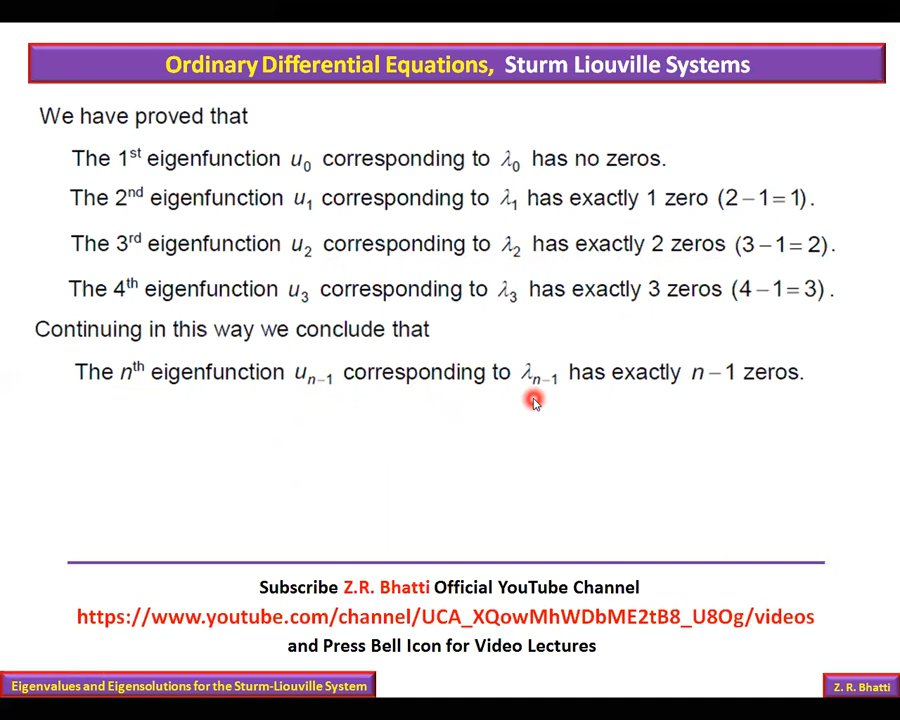 Ordinary Differential Equations, Sturm Liouville Systems
We have proved that
The 1st eigenfunction u0 corresponding to λ0 has no zeros.
The 2nd eigenfunction u1 corresponding to λ1 has exactly 1 zero (2−1=1).
The 3rd eigenfunction u2 corresponding to λ2 has exactly 2 zeros (3−1=2).
The 4th eigenfunction u3 corresponding to λ3 has exactly 3 zeros (4−1=3).
Continuing in this way we conclude that
The nth eigenfunction un−1 corresponding to λn−1 has exactly n−1 zeros.
Subscribe Z.R. Bhatti Official YouTube Channel
https://www.youtube.com/channel/UCA_XQowMhWDbME2tB8_U8Og/videos
and Press Bell Icon for Video Lectures
Eigenvalues and Eigensolutions for the Sturm-Liouville System
Z. R. Bhatti